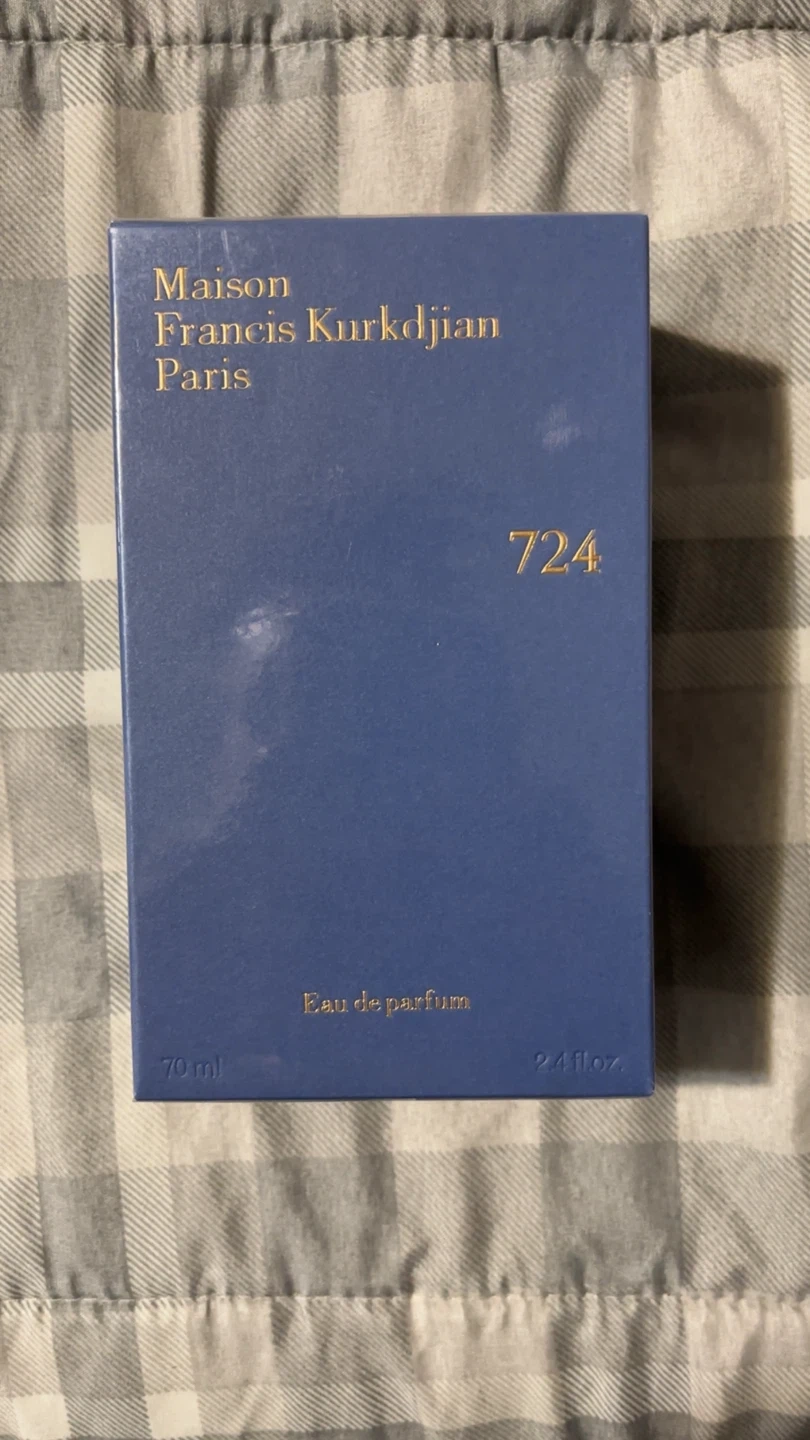 Maison
Francis Kurkdjian
Paris
724
Eau de parfum
70 ml 2.4 fl.oz.